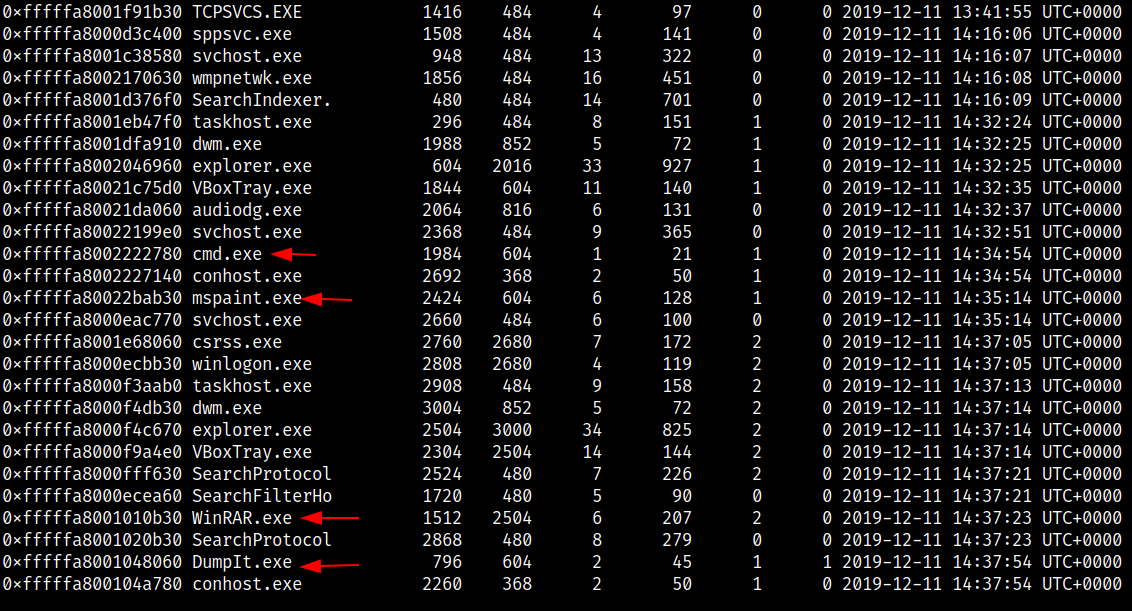 0xfffffa8001f91b30 TCPSVCS.EXE 1416 484 4 97 0 0 2019-12-11 13:41:55 UTC+0000
0xfffffa8000d3c400 sppsvc.exe 1508 484 4 141 0 0 2019-12-11 14:16:06 UTC+0000
0xfffffa8001c38580 svchost.exe 948 484 13 322 0 0 2019-12-11 14:16:07 UTC+0000
0xfffffa8002170630 wmpnetwk.exe 1856 484 16 451 0 0 2019-12-11 14:16:08 UTC+0000
0xfffffa8001d376f0 SearchIndexer. 480 484 14 701 0 0 2019-12-11 14:16:09 UTC+0000
0xfffffa8001eb47f0 taskhost.exe 296 484 8 151 1 0 2019-12-11 14:32:24 UTC+0000
0xfffffa8001dfa910 dwm.exe 1988 852 5 72 1 0 2019-12-11 14:32:25 UTC+0000
0xfffffa8002046960 explorer.exe 604 2016 33 927 1 0 2019-12-11 14:32:25 UTC+0000
0xfffffa80021c75d0 VBoxTray.exe 1844 604 11 140 1 0 2019-12-11 14:32:35 UTC+0000
0xfffffa80021da060 audiodg.exe 2064 816 6 131 0 0 2019-12-11 14:32:37 UTC+0000
0xfffffa80022199e0 svchost.exe 2368 484 9 365 0 0 2019-12-11 14:32:51 UTC+0000
0xfffffa8002222780 cmd.exe 1984 604 1 21 1 0 2019-12-11 14:34:54 UTC+0000
0xfffffa8002227140 conhost.exe 2692 368 2 50 1 0 2019-12-11 14:34:54 UTC+0000
0xfffffa80022bab30 mspaint.exe 2424 604 6 128 1 0 2019-12-11 14:35:14 UTC+0000
0xfffffa8000eac770 svchost.exe 2660 484 6 100 0 0 2019-12-11 14:35:14 UTC+0000
0xfffffa8001e68060 csrss.exe 2760 2680 7 172 2 0 2019-12-11 14:37:05 UTC+0000
0xfffffa8000ecbb30 winlogon.exe 2808 2680 4 119 2 0 2019-12-11 14:37:05 UTC+0000
0xfffffa8000f3aab0 taskhost.exe 2908 484 9 158 2 0 2019-12-11 14:37:13 UTC+0000
0xfffffa8000f4db30 dwm.exe 3004 852 5 72 2 0 2019-12-11 14:37:14 UTC+0000
0xfffffa8000f4c670 explorer.exe 2504 3000 34 825 2 0 2019-12-11 14:37:14 UTC+0000
0xfffffa8000f9a4e0 VBoxTray.exe 2304 2504 14 144 2 0 2019-12-11 14:37:14 UTC+0000
0xfffffa8000fff630 SearchProtocol 2524 480 7 226 2 0 2019-12-11 14:37:21 UTC+0000
0xfffffa8000ecea60 SearchFilterHo 1720 480 5 90 0 0 2019-12-11 14:37:21 UTC+0000
0xfffffa8001010b30 WinRAR.exe 1512 2504 6 207 2 0 2019-12-11 14:37:23 UTC+0000
0xfffffa8001020b30 SearchProtocol 2868 480 8 279 0 0 2019-12-11 14:37:23 UTC+0000
0xfffffa8001048060 DumpIt.exe 796 604 2 45 1 1 2019-12-11 14:37:54 UTC+0000
0xfffffa800104a780 conhost.exe 2260 368 2 50 1 0 2019-12-11 14:37:54 UTC+0000